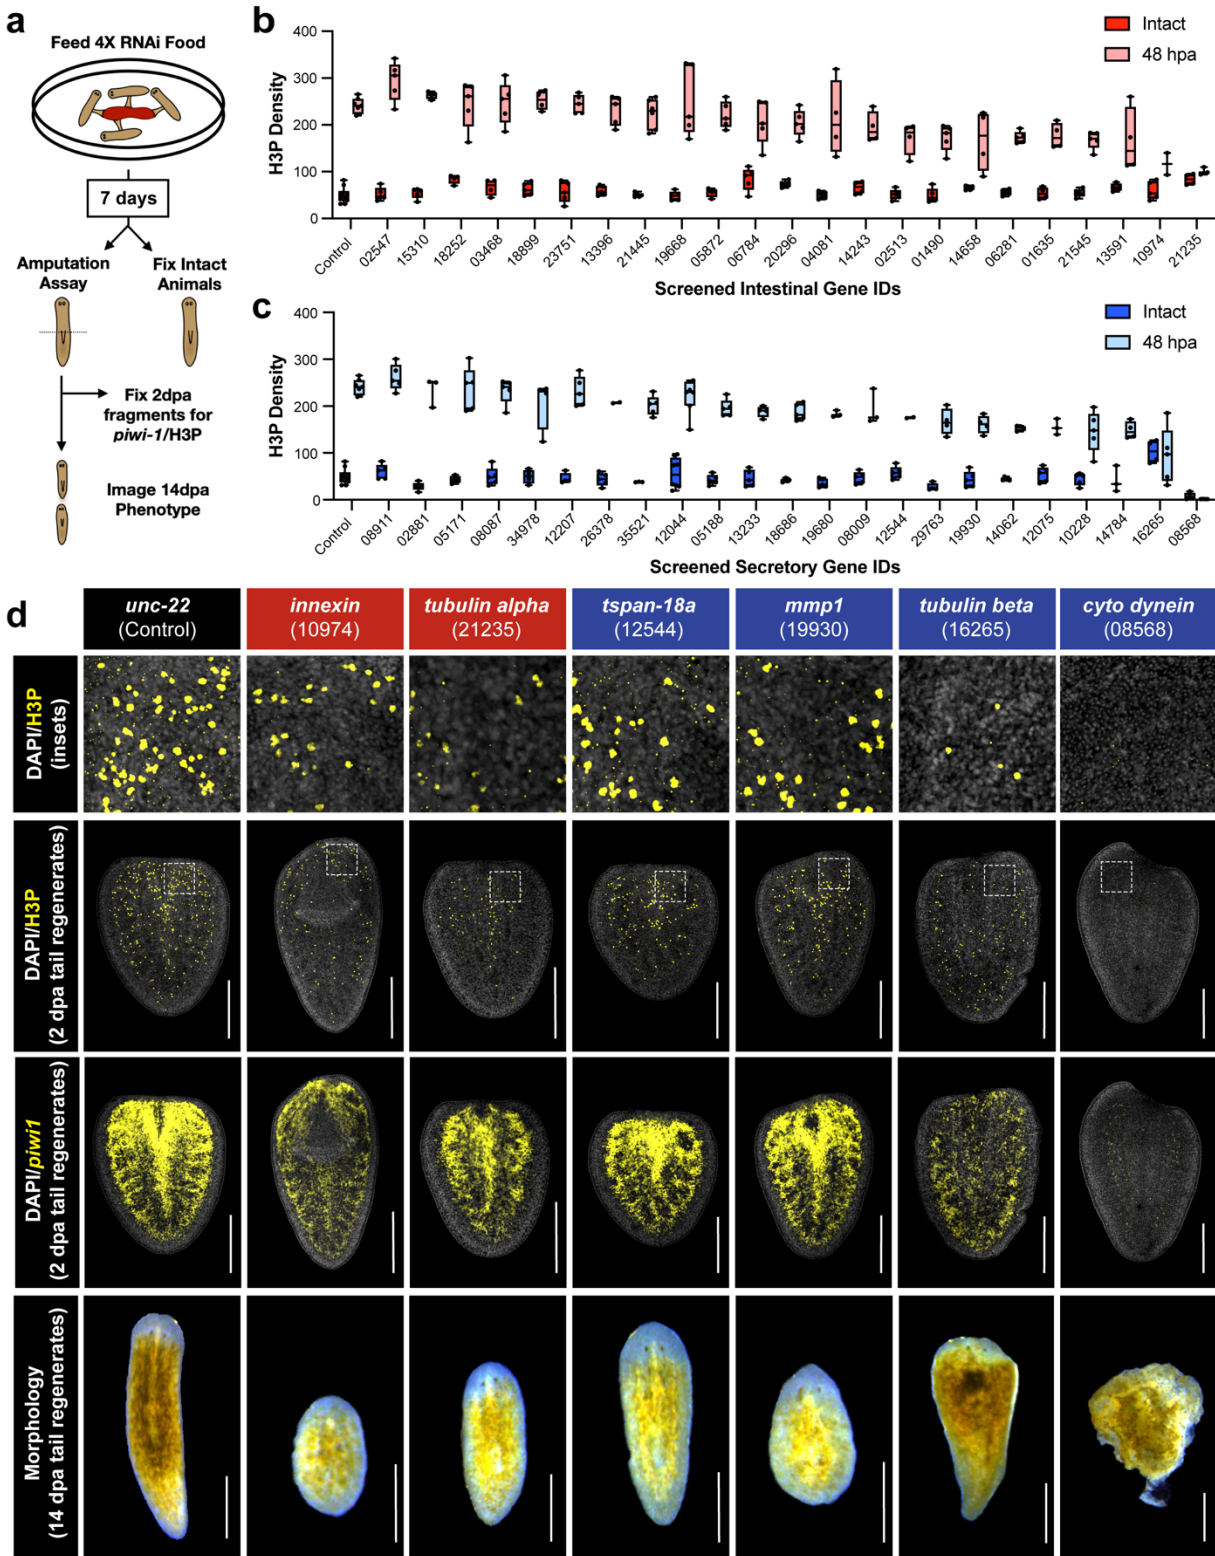 a
Feed 4X RNAi Food
7 days
Amputation
Assay
Fix Intact
Animals
Fix 2dpa
fragments for
piwi-1/H3P
Image 14dpa
Phenotype
b
H3P Density
400
300
200
100
0
Intact
48 hpa
Control
02547
15310
18252
03468
18899
23751
13396
21445
19668
05872
06784
20296
04081
14243
02513
01490
14658
06281
01635
21545
13591
10974
21235
Screened Intestinal Gene IDs
c
H3P Density
400
300
200
100
0
Intact
48 hpa
Control
08911
02881
05171
08087
34978
12207
26378
35521
12044
05188
13233
18686
19680
08009
12544
29763
19930
14062
12075
10228
14784
16265
08568
Screened Secretory Gene IDs
d
unc-22
(Control)
innexin
(10974)
tubulin alpha
(21235)
tspan-18a
(12544)
mmp1
(19930)
tubulin beta
(16265)
cyto dynein
(08568)
DAPI/H3P
(insets)
DAPI/H3P
(2 dpa tail regenerates)
DAPI/piwi1
(2 dpa tail regenerates)
Morphology
(14 dpa tail regenerates)